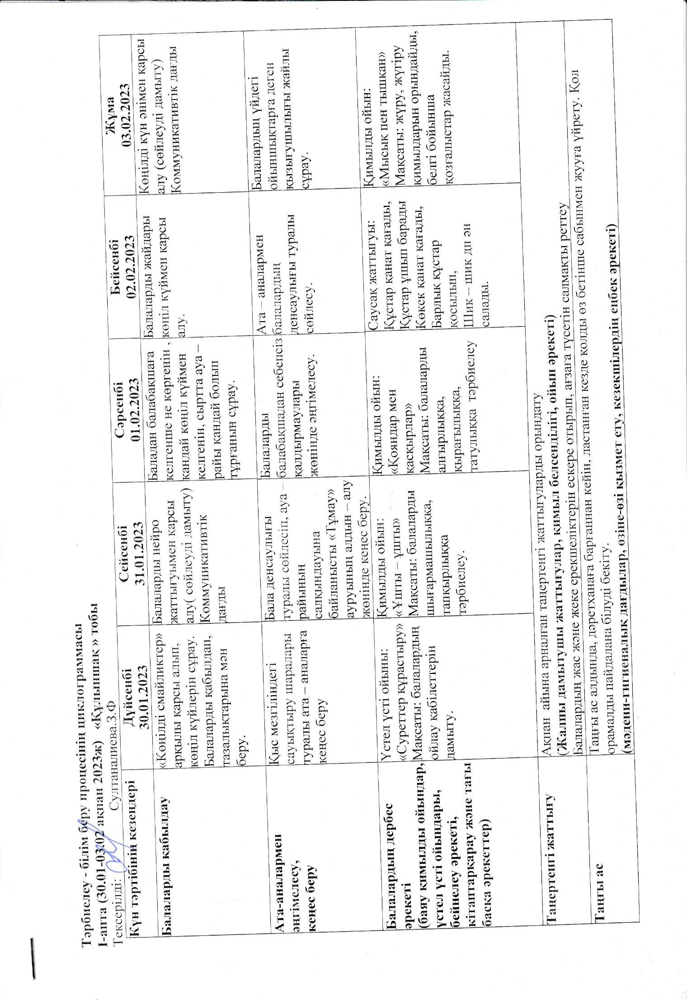 Тәрбиелеу - білім беру процесінің циклограммасы
I-апта (30.01-03.02 ақпан 2023ж) «Құлыншақ » тобы
Тексерілді: Султаналиева.З.Ф
Күн тәртібінің кезеңдері
Дүйсенбі
30.01.2023
Сейсенбі
31.01.2023
Сәрсенбі
01.02.2023
Бейсенбі
02.02.2023
Жұма
03.02.2023
Балаларды қабылдау
«Көңілді смайликтер»
арқылы қарсы алып,
көңіл күйлерін сұрау.
Балаларды қабылдап,
тазалықтарына мән
беру.
Балаларды нейро
жаттығуымен қарсы
алу( сөйлеуді дамыту)
Коммуникативтік
дағды
Баладан балабақшаға
келгенше не көргенін ,
қандай көңіл күймен
келгенін, сыртта ауа –
райы қандай болып
тұрғанын сұрау.
Балаларды жайдары
көңіл күймен қарсы
алу.
Көңілді күн әнімен қарсы
алу (сөйлеуді дамыту)
Коммуникативтік дағды
Ата-аналармен
әңгімелесу,
кеңес беру
Қыс мезгіліндегі
сауықтыру шаралары
туралы ата – аналарға
кеңес беру
Бала денсаулығы
туралы сөйлесіп, ауа –
райының
салқындауына
байланысты «Тұмау»
ауруының алдын – алу
жөнінде кеңес беру.
Балаларды
балабақшадан себепсіз
қалдырмаулары
жөнінде әңгімелесу.
Ата – аналармен
балалардың
денсаулығы туралы
сөйлесу.
Балалардың үйдегі
ойыншықтарға деген
қызығушылығы жайлы
сұрау.
Балалардың дербес
әрекеті
(баяу қимылды ойындар,
үстел үсті ойындары,
бейнелеу әрекеті,
кітаптарқарау және тағы
басқа әрекеттер)
Үстел үсті ойыны:
«Суреттер құрастыру»
Мақсаты: балалардың
ойлау қабілеттерін
дамыту.
Қимылды ойын:
«Ұшты – ұшты»
Мақсаты: балаларды
шығармашылыққа,
тапқырлыққа
тәрбиелеу.
Қимылды ойын:
«Қояндар мен
қасқырлар»
Мақсаты: балаларды
алғырлыққа,
қырағылыққа,
татулыққа тәрбиелеу
Саусақ жаттығуы:
Құстар қанат қағады,
Құстар ұшып барады
Көкек қанат қағады,
Барлық құстар
қосылып,
Шик – шик дп ән
салады.
Қимылды ойын:
«Мысық пен тышқан»
Мақсаты: жүру, жүгіру
қимылдарын орындайды,
белгі бойынша
қозғалыстар жасайды.
Таңертенгі жаттығу
Ақпан айына арналған таңертеңгі жаттығуларды орындату
(Жалпы дамытушы жаттығулар, қимыл белсенділігі, ойын әрекеті)
Балалардың жас және жеке ерекшеліктерін ескере отырып, ағзаға түсетін салмақты реттеу
Таңғы ас
Таңғы ас алдында, дәретханаға барғаннан кейін, ластанған кезде қолды өз бетінше сабынмен жууға үйрету. Қол
орамалды пайдалана білуді бекіту.
(мәдени-гигиеналық дағдылар, өзіне-өзі қызмет ету, кезекшілердің еңбек әрекеті)